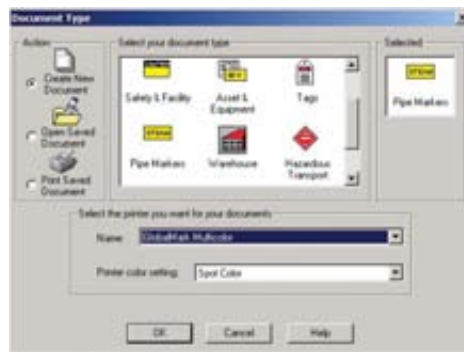 Document Type
Action
Create New
Document
Open Saved
Document
Print Saved
Document
Select your document type
Safety & Facility
Asset &
Equipment
Tags
Pipe Markers
Warehouse
Hazardous
Transport
Selected
Pipe Markers
Select the printer you want for your documents
Name
GlobalMark Multicolor
Printer color setting
Spot Color
OK
Cancel
Help